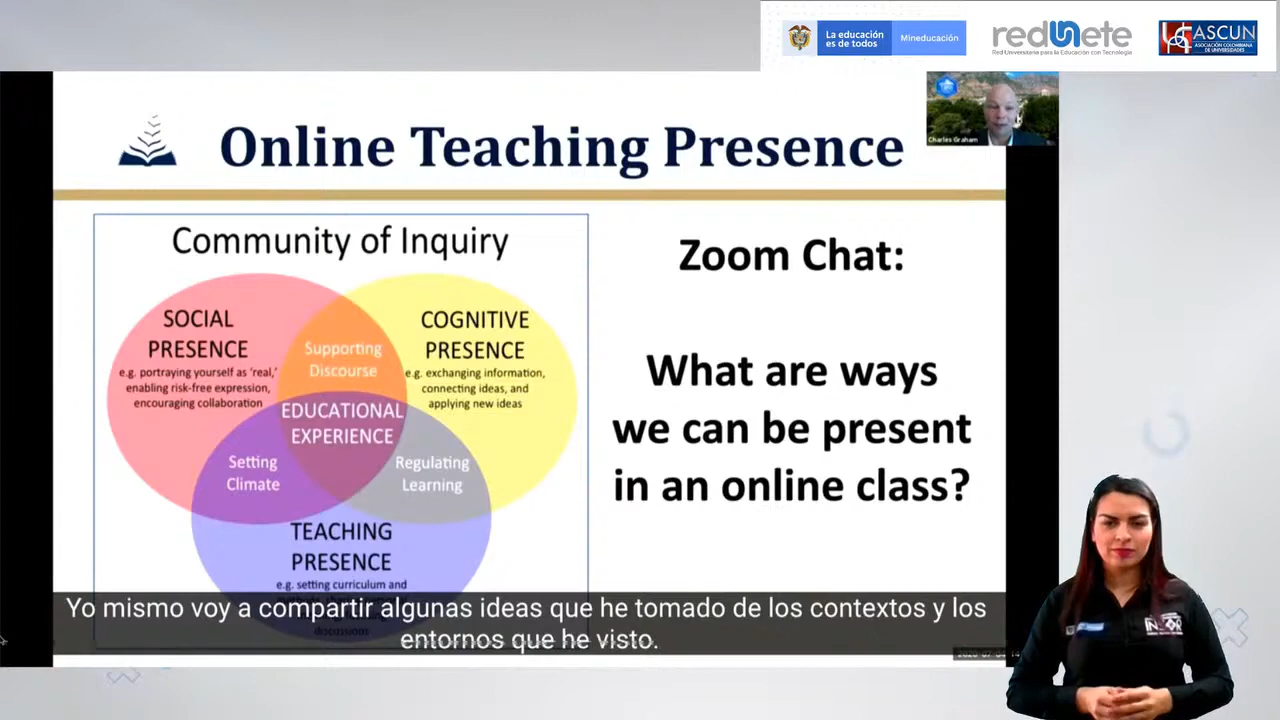 La educación
es de todos
Mineducación
redUnete
Red Universitaria para la Educación con Tecnología
ASCUN
ASOCIACIÓN COLOMBIANA
DE UNIVERSIDADES
Charles Graham
Online Teaching Presence
Community of Inquiry
SOCIAL
PRESENCE
e.g. portraying yourself as ‘real,’
enabling risk-free expression,
encouraging collaboration
Supporting
Discourse
COGNITIVE
PRESENCE
e.g. exchanging information,
connecting ideas, and
applying new ideas
EDUCATIONAL
EXPERIENCE
Setting
Climate
Regulating
Learning
TEACHING
PRESENCE
e.g. setting curriculum and
discussions
Zoom Chat:
What are ways
we can be present
in an online class?
Yo mismo voy a compartir algunas ideas que he tomado de los contextos y los
entornos que he visto.